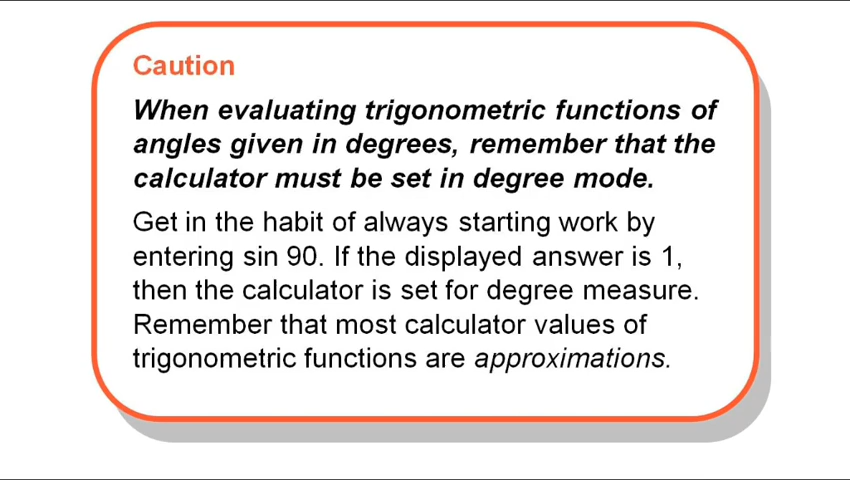 Caution
When evaluating trigonometric functions of
angles given in degrees, remember that the
calculator must be set in degree mode.
Get in the habit of always starting work by
entering sin 90. If the displayed answer is 1,
then the calculator is set for degree measure.
Remember that most calculator values of
trigonometric functions are approximations.